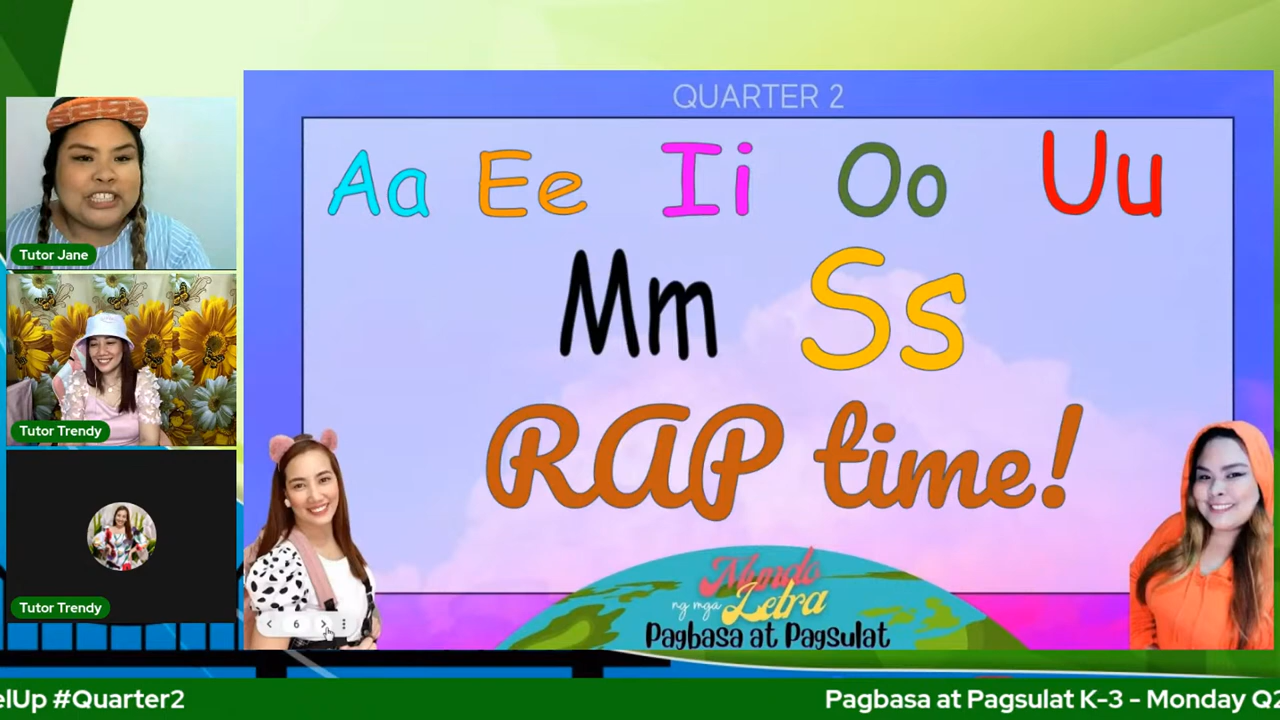 QUARTER 2
Aa Ee Ii Oo Uu
Mm Ss
RAP time!
Mundo
ng mga Letra
Pagbasa at Pagsulat
6
Tutor Jane
Tutor Trendy
Tutor Trendy
elUp #Quarter2
Pagbasa at Pagsulat K-3 - Monday Q2